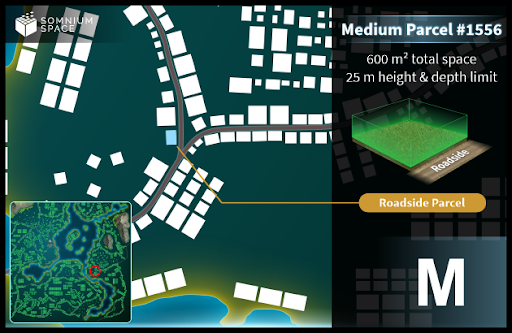 SOMNIUM
SPACE
Medium Parcel #1556
600 m² total space
25 m height & depth limit
Roadside
Roadside Parcel
M